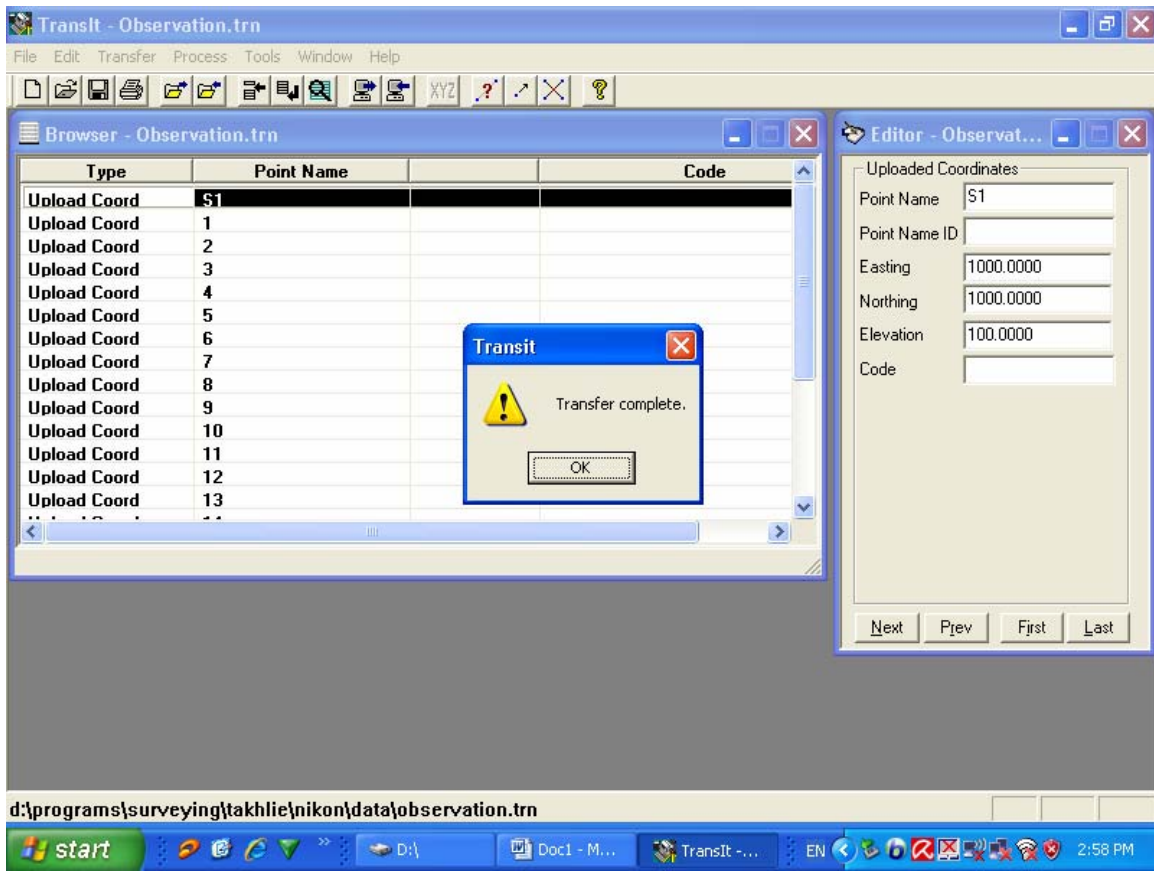 TransIt - Observation.trn
File Edit Transfer Process Tools Window Help
XYZ
Browser - Observation.trn
Type Point Name Code
Upload Coord S1
Upload Coord 1
Upload Coord 2
Upload Coord 3
Upload Coord 4
Upload Coord 5
Upload Coord 6
Upload Coord 7
Upload Coord 8
Upload Coord 9
Upload Coord 10
Upload Coord 11
Upload Coord 12
Upload Coord 13
Transit
Transfer complete.
OK
Editor - Observat...
Uploaded Coordinates
Point Name S1
Point Name ID
Easting 1000.0000
Northing 1000.0000
Elevation 100.0000
Code
Next Prev First Last
d:\programs\surveying\takhlie\nikon\data\observation.trn
start D:\ Doc1 - M... TransIt -... EN 2:58 PM